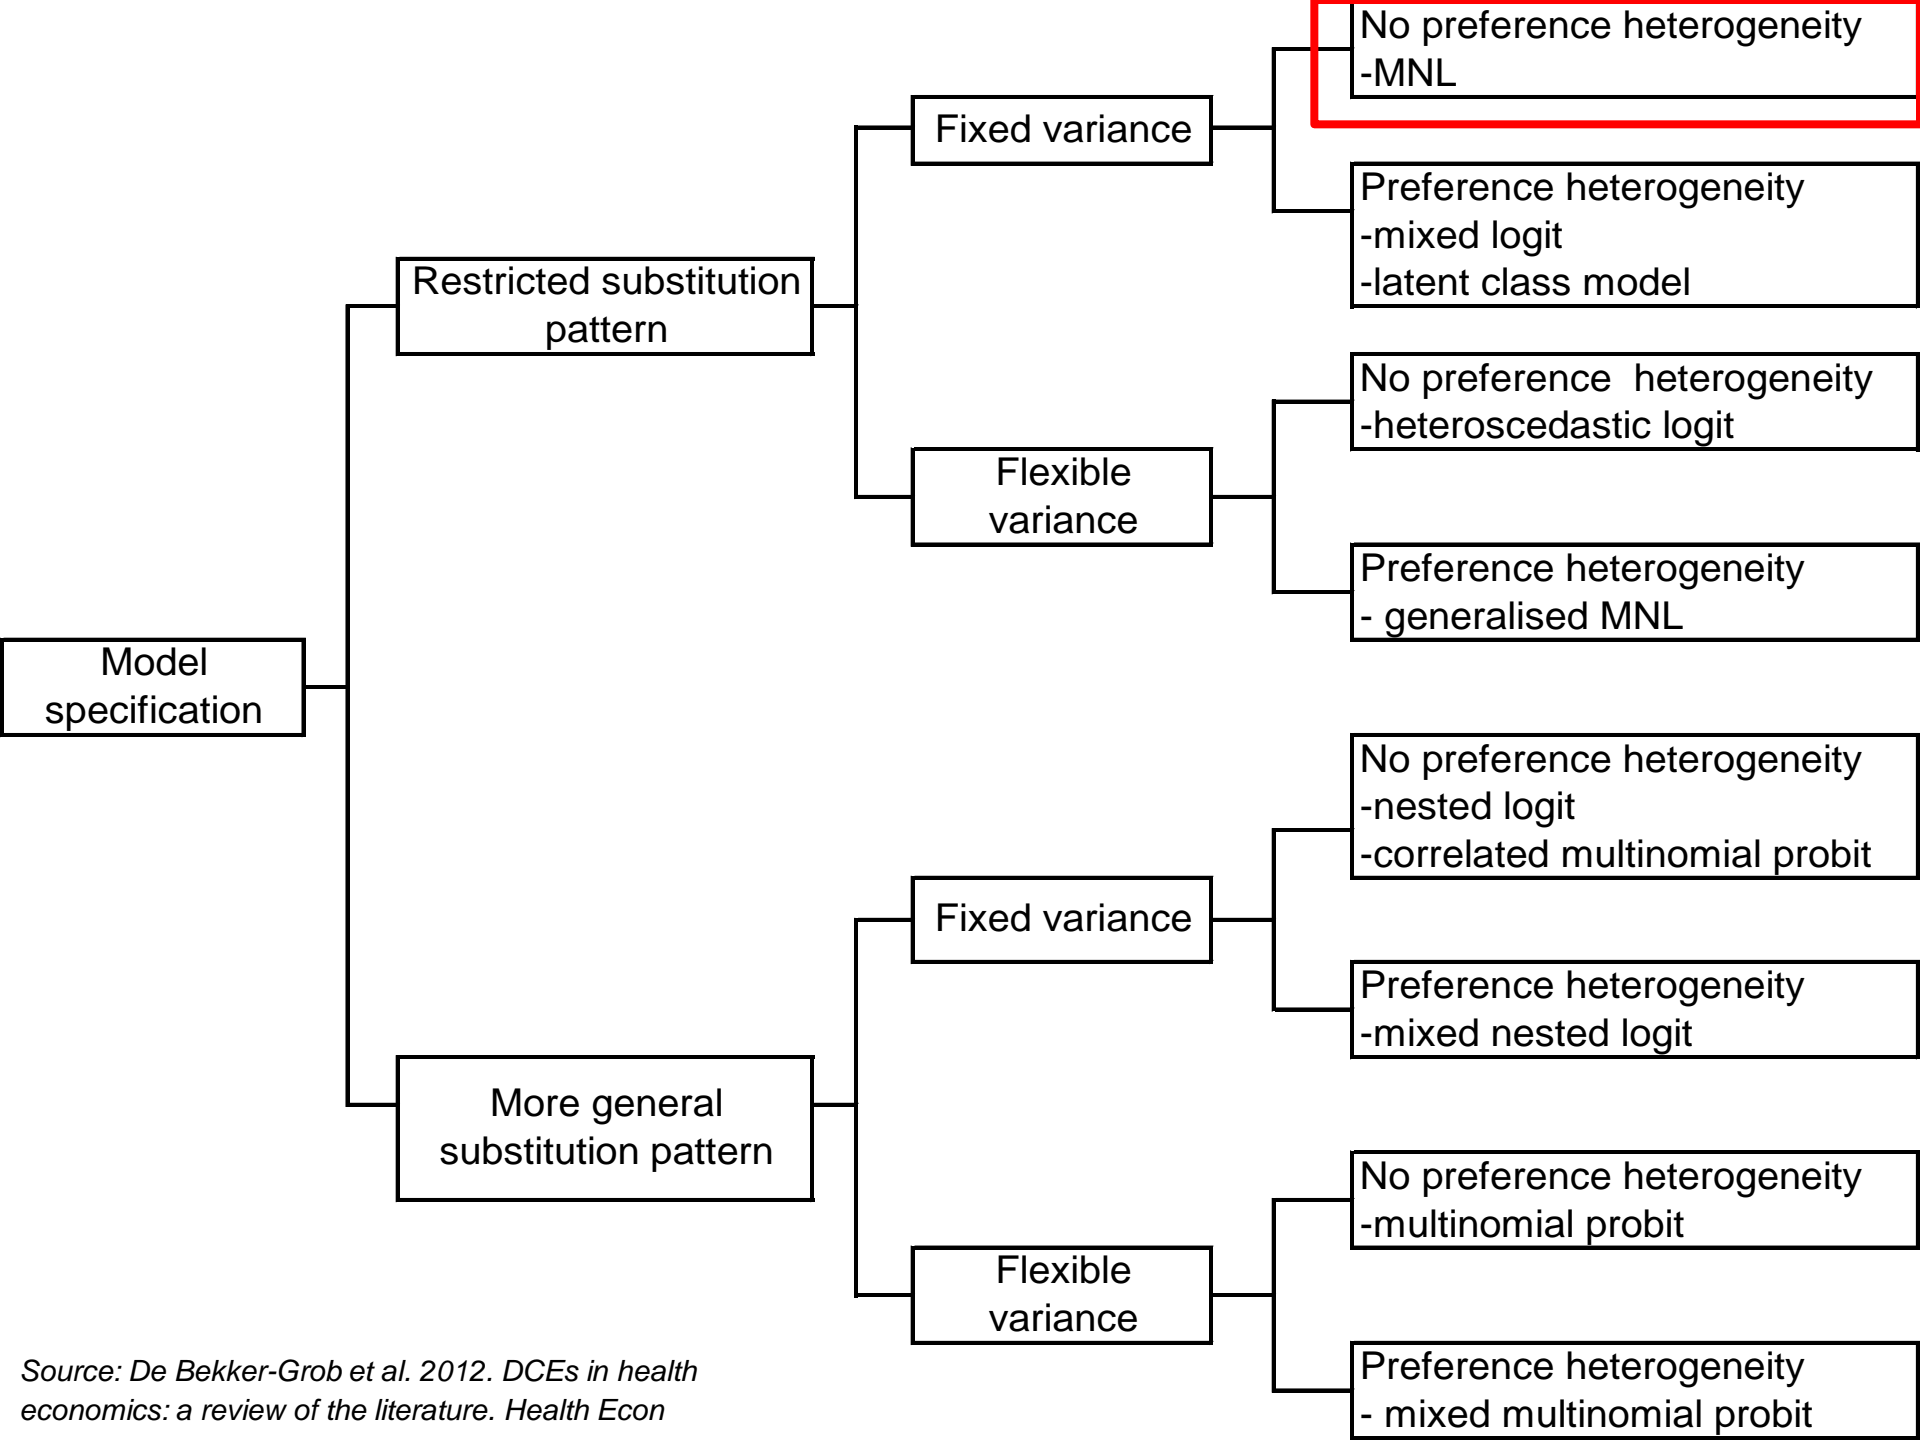 No preference heterogeneity
-MNL
Fixed variance
Preference heterogeneity
-mixed logit
-latent class model
Restricted substitution
pattern
No preference  heterogeneity
-heteroscedastic logit
Flexible
variance
Preference heterogeneity
- generalised MNL
Model
specification
No preference heterogeneity
-nested logit
-correlated multinomial probit
Fixed variance
Preference heterogeneity
-mixed nested logit
More general
substitution pattern
No preference heterogeneity
-multinomial probit
Flexible
variance
Preference heterogeneity
- mixed multinomial probit
Source: De Bekker-Grob et al. 2012. DCEs in health
economics: a review of the literature. Health Econ